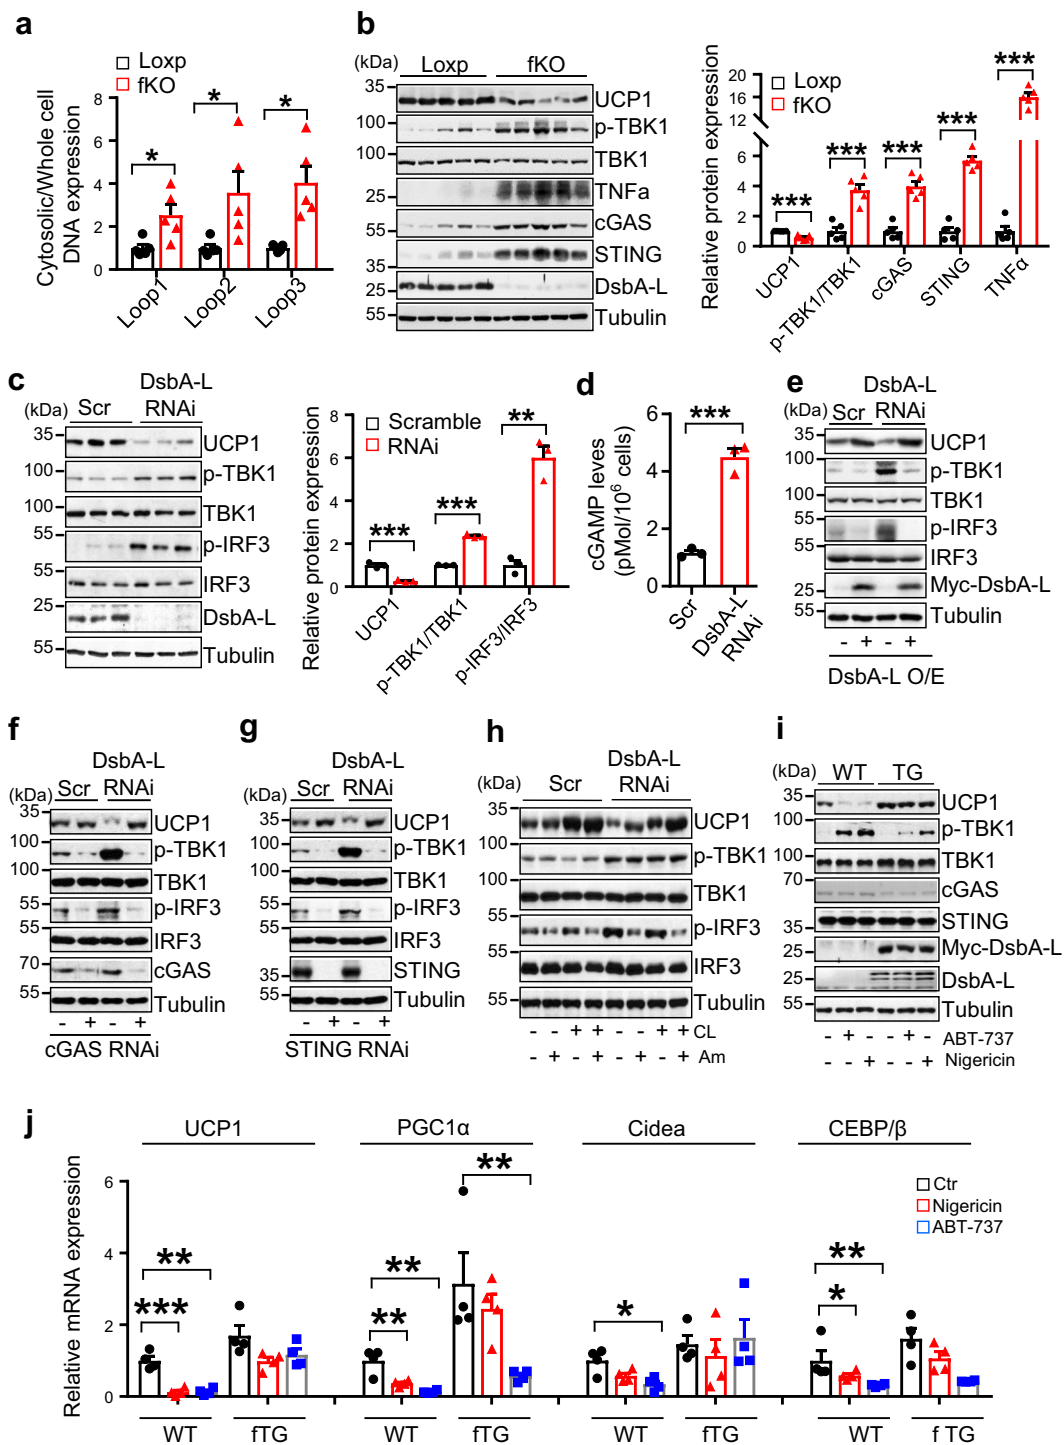 a
Loxp
fKO
Cytosolic/Whole cell
DNA expression
8
6
4
2
0
*
*
*
Loop1
Loop2
Loop3
b
(kDa)
Loxp
fKO
35
UCP1
100
p-TBK1
100
TBK1
25
TNFa
55
cGAS
35
STING
25
DsbA-L
55
Tubulin
Loxp
fKO
Relative protein expression
20
16
12
6
4
2
0
***
***
***
***
***
UCP1
p-TBK1/TBK1
cGAS
STING
TNFα
c
DsbA-L
(kDa)
Scr
RNAi
35
UCP1
100
p-TBK1
100
TBK1
55
p-IRF3
55
IRF3
25
DsbA-L
55
Tubulin
Scramble
RNAi
Relative protein expression
8
6
4
2
0
***
***
**
UCP1
p-TBK1/TBK1
p-IRF3/IRF3
d
cGAMP levels
(pMol/10⁶ cells)
6
4
2
0
***
Scr
DsbA-L
RNAi
e
DsbA-L
(kDa)
Scr
RNAi
35
UCP1
100
p-TBK1
100
TBK1
55
p-IRF3
55
IRF3
25
Myc-DsbA-L
55
Tubulin
- + - +
DsbA-L O/E
f
DsbA-L
(kDa)
Scr
RNAi
35
UCP1
100
p-TBK1
100
TBK1
55
p-IRF3
55
IRF3
70
cGAS
55
Tubulin
- + - +
cGAS RNAi
g
DsbA-L
(kDa)
Scr
RNAi
35
UCP1
100
p-TBK1
100
TBK1
55
p-IRF3
55
IRF3
35
STING
55
Tubulin
- + - +
STING RNAi
h
DsbA-L
(kDa)
Scr
RNAi
35
UCP1
100
p-TBK1
100
TBK1
55
p-IRF3
55
IRF3
55
Tubulin
- - + + - - + + CL
- + - + - + - + Am
i
(kDa)
WT
TG
35
UCP1
100
p-TBK1
100
TBK1
70
cGAS
35
STING
25
Myc-DsbA-L
25
DsbA-L
55
Tubulin
- + - - + - ABT-737
- - + - - + Nigericin
j
UCP1
PGC1α
Cidea
CEBP/β
Relative mRNA expression
6
4
2
0
Ctr
Nigericin
ABT-737
**
***
**
**
**
*
**
*
WT
fTG
WT
fTG
WT
fTG
WT
f TG